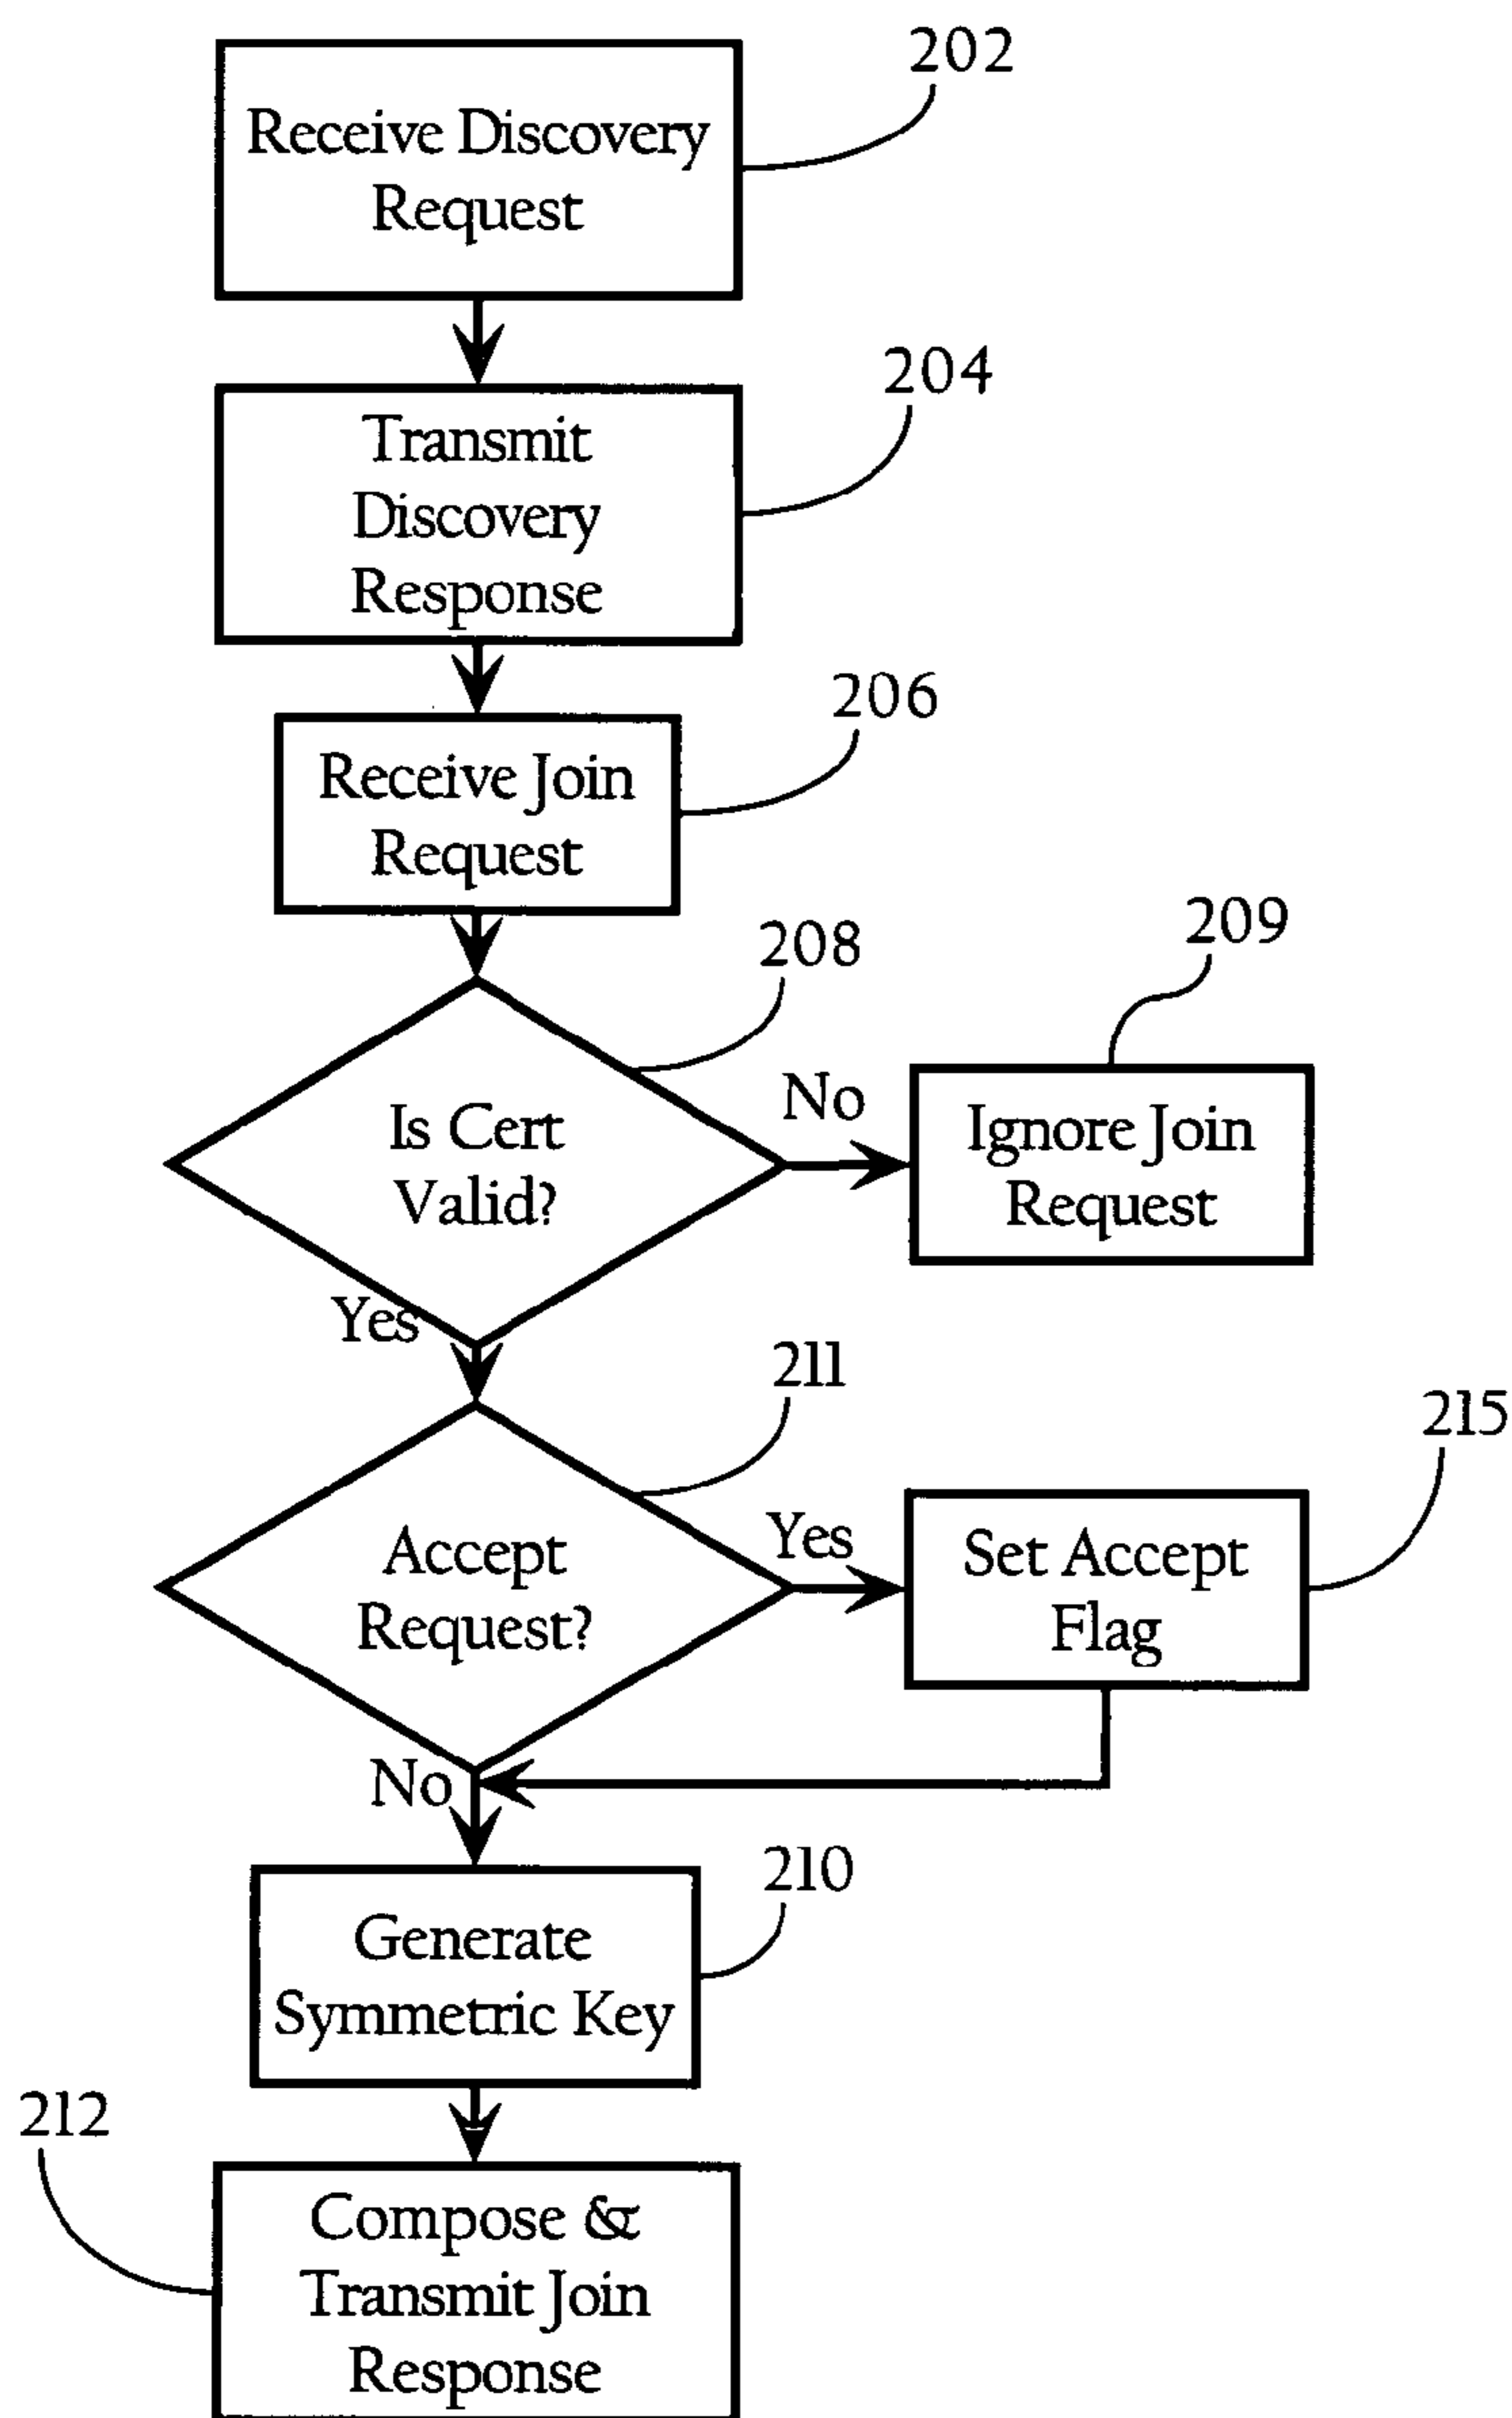 202
Receive Discovery
Request
204
Transmit
Discovery
Response
206
Receive Join
Request
208
209
Is Cert
Valid?
No
Ignore Join
Request
Yes
211
215
Accept
Request?
Yes
Set Accept
Flag
No
210
Generate
Symmetric Key
212
Compose &
Transmit Join
Response